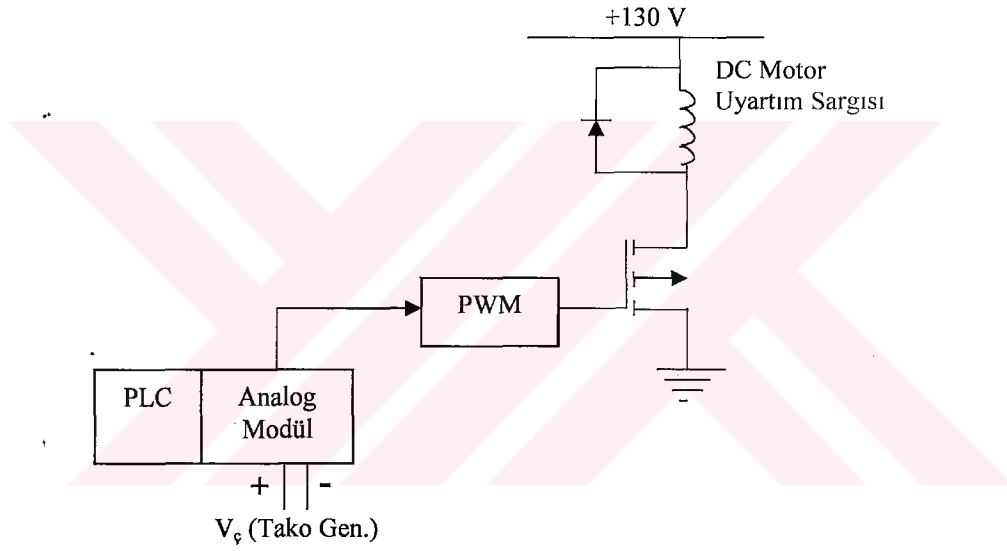 +130 V
DC Motor
Uyartım Sargısı
PWM
PLC
Analog
Modül
+ -
Vç (Tako Gen.)